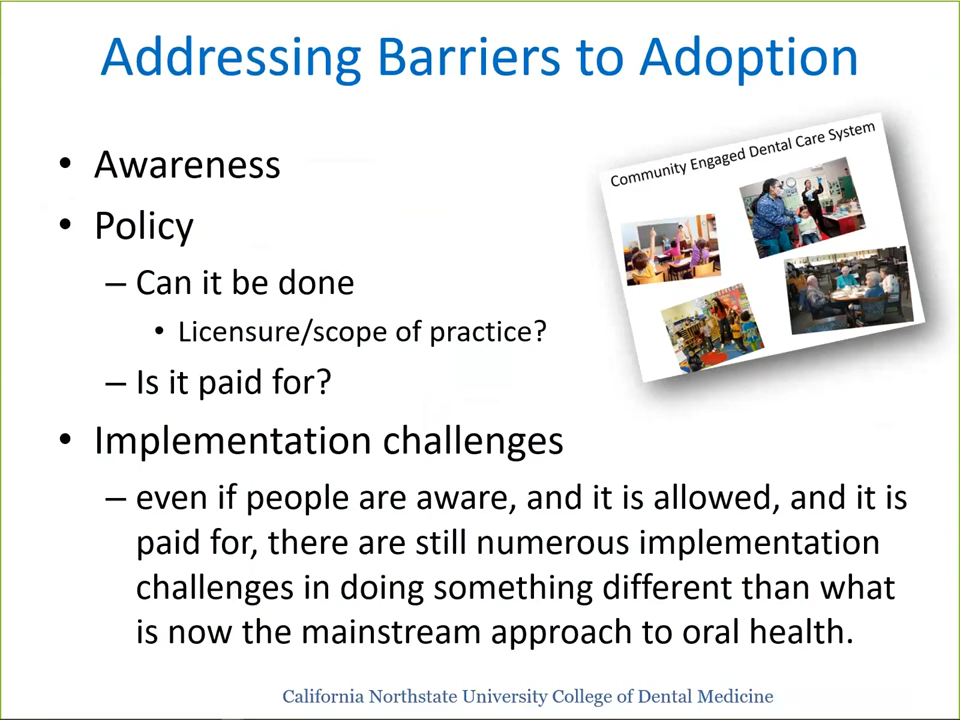 Addressing Barriers to Adoption
• Awareness
• Policy
– Can it be done
• Licensure/scope of practice?
– Is it paid for?
• Implementation challenges
– even if people are aware, and it is allowed, and it is
paid for, there are still numerous implementation
challenges in doing something different than what
is now the mainstream approach to oral health.
Community Engaged Dental Care System
California Northstate University College of Dental Medicine